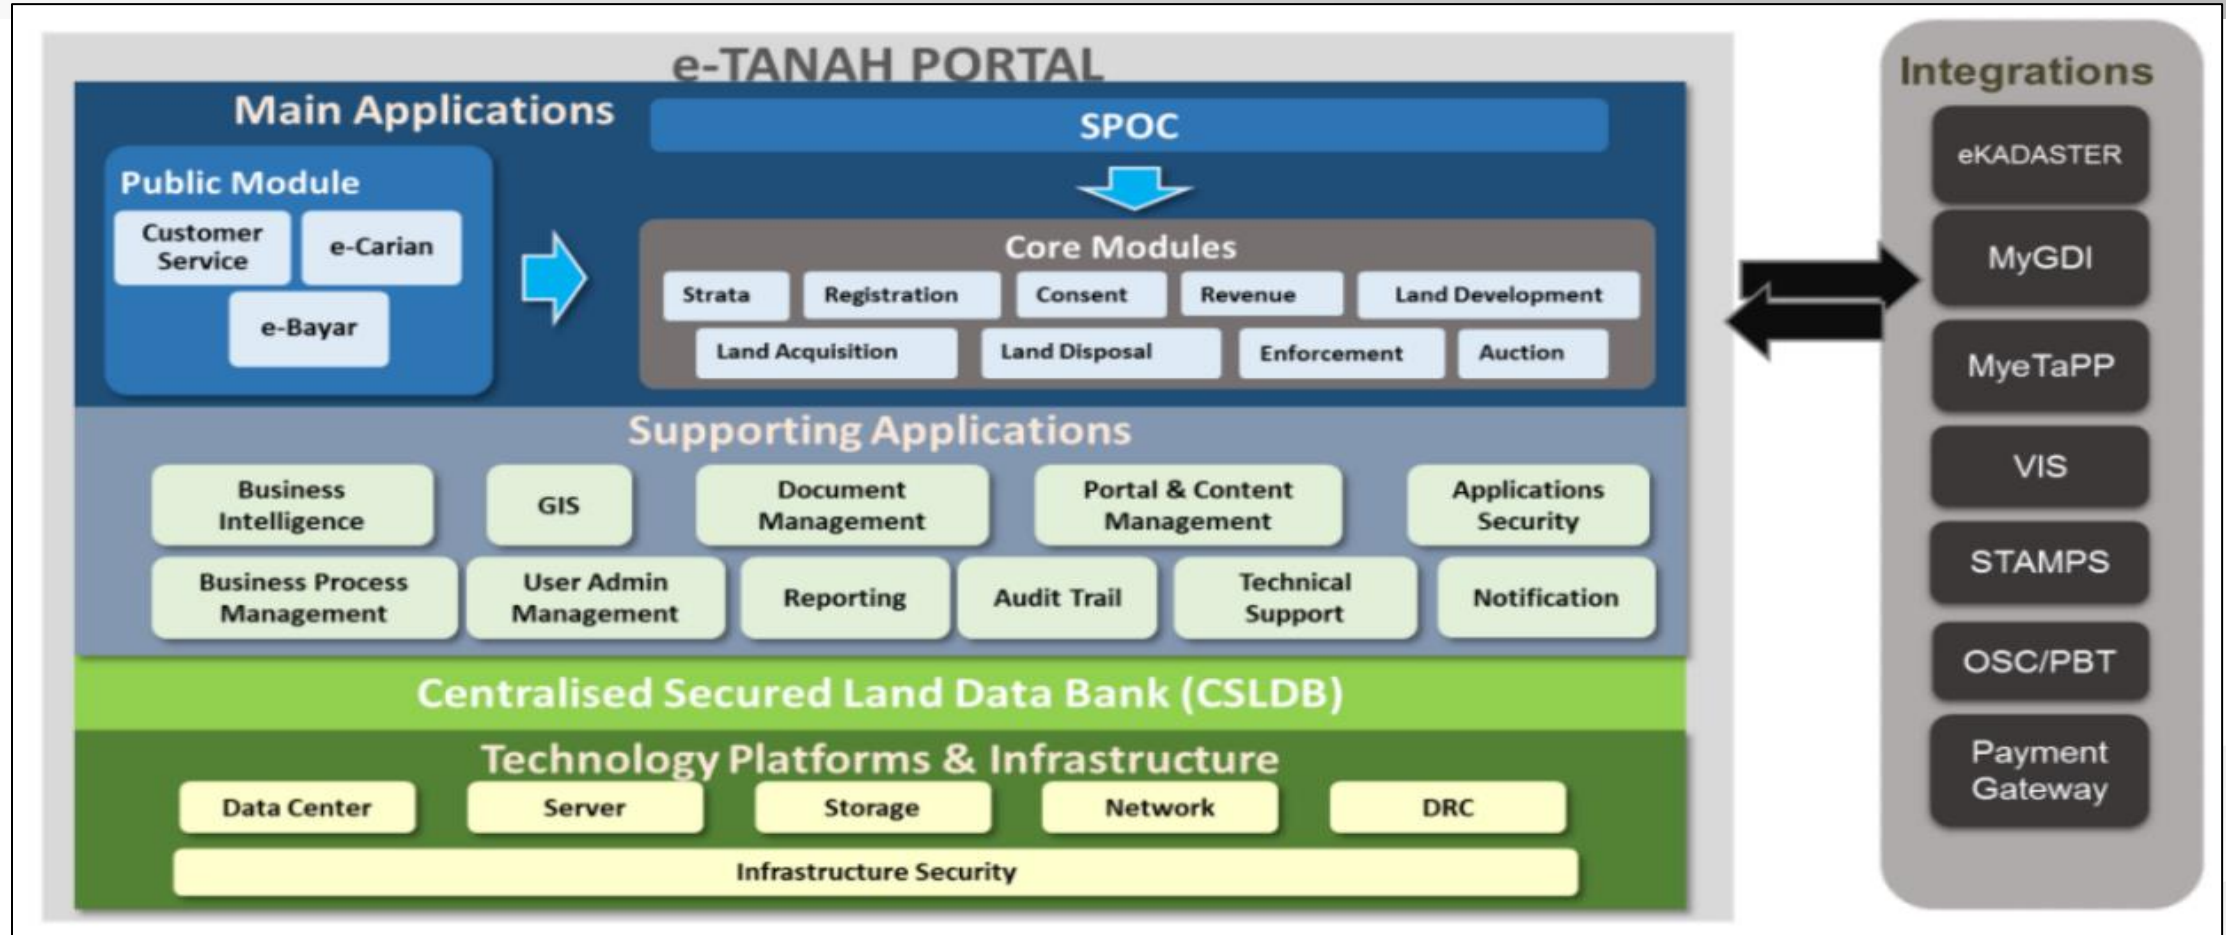 e-TANAH PORTAL
Main Applications
SPOC
Public Module
Customer
Service
e-Carian
e-Bayar
Core Modules
Strata
Registration
Consent
Revenue
Land Development
Land Acquisition
Land Disposal
Enforcement
Auction
Supporting Applications
Business
Intelligence
GIS
Document
Management
Portal & Content
Management
Applications
Security
Business Process
Management
User Admin
Management
Reporting
Audit Trail
Technical
Support
Notification
Centralised Secured Land Data Bank (CSLDB)
Technology Platforms & Infrastructure
Data Center
Server
Storage
Network
DRC
Infrastructure Security
Integrations
eKADASTER
MyGDI
MyeTaPP
VIS
STAMPS
OSC/PBT
Payment
Gateway